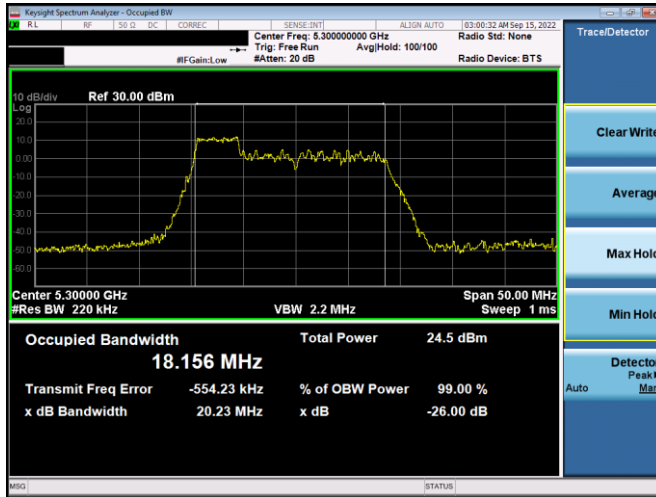 Keysight Spectrum Analyzer - Occupied BW
RL RF 50 Ω DC CORREC SENSE:INT ALIGN AUTO 03:00:32 AM Sep 15, 2022
Center Freq: 5.300000000 GHz Radio Std: None
Trig: Free Run Avg|Hold: 100/100
#IFGain:Low #Atten: 20 dB Radio Device: BTS
Trace/Detector
10 dB/div Ref 30.00 dBm
Log
20.0
10.0
0.00
-10.0
-20.0
-30.0
-40.0
-50.0
-60.0
Center 5.30000 GHz Span 50.00 MHz
#Res BW 220 kHz VBW 2.2 MHz Sweep 1 ms
Occupied Bandwidth Total Power 24.5 dBm
18.156 MHz
Transmit Freq Error -554.23 kHz % of OBW Power 99.00 %
x dB Bandwidth 20.23 MHz x dB -26.00 dB
Clear Write
Average
Max Hold
Min Hold
Detector
Peak
Auto Man
MSG STATUS